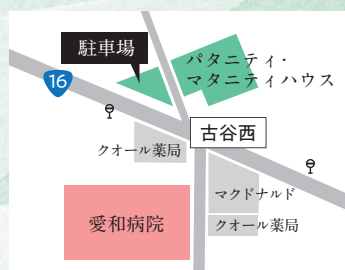 駐車場
パタニティ・
マタニティハウス
16
古谷西
クオール薬局
マクドナルド
愛和病院
クオール薬局